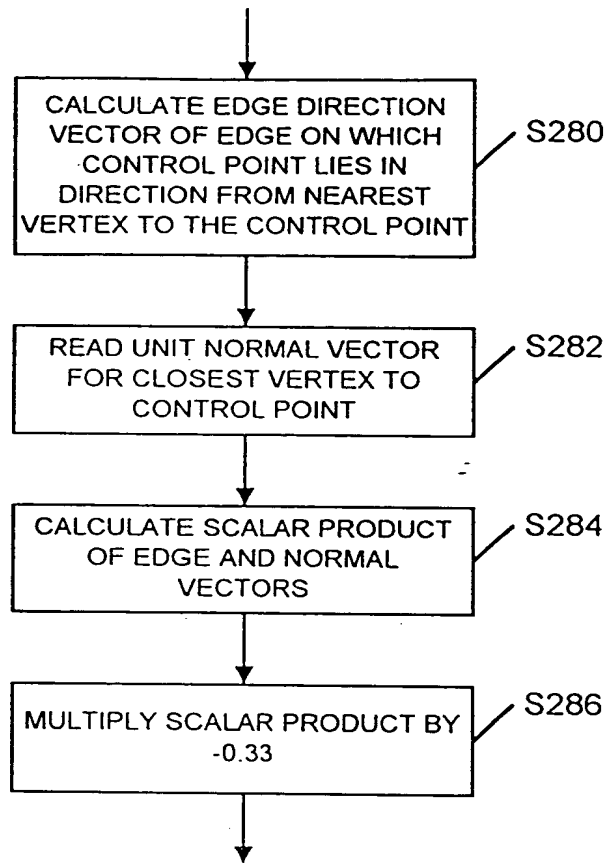 CALCULATE EDGE DIRECTION
VECTOR OF EDGE ON WHICH
CONTROL POINT LIES IN
DIRECTION FROM NEAREST
VERTEX TO THE CONTROL POINT
S280
READ UNIT NORMAL VECTOR
FOR CLOSEST VERTEX TO
CONTROL POINT
S282
CALCULATE SCALAR PRODUCT
OF EDGE AND NORMAL
VECTORS
S284
MULTIPLY SCALAR PRODUCT BY
-0.33
S286